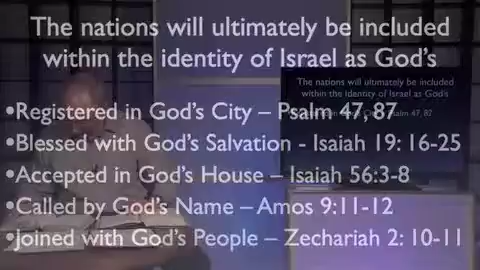 The nations will ultimately be included
within the identity of Israel as God's
•Registered in God's City – Psalm 47, 87
•Blessed with God's Salvation - Isaiah 19: 16-25
•Accepted in God's House – Isaiah 56:3-8
•Called by God's Name – Amos 9:11-12
•joined with God's People – Zechariah 2: 10-11
The nations will ultimately be included
within the identity of Israel as God's
Psalm 47, 87